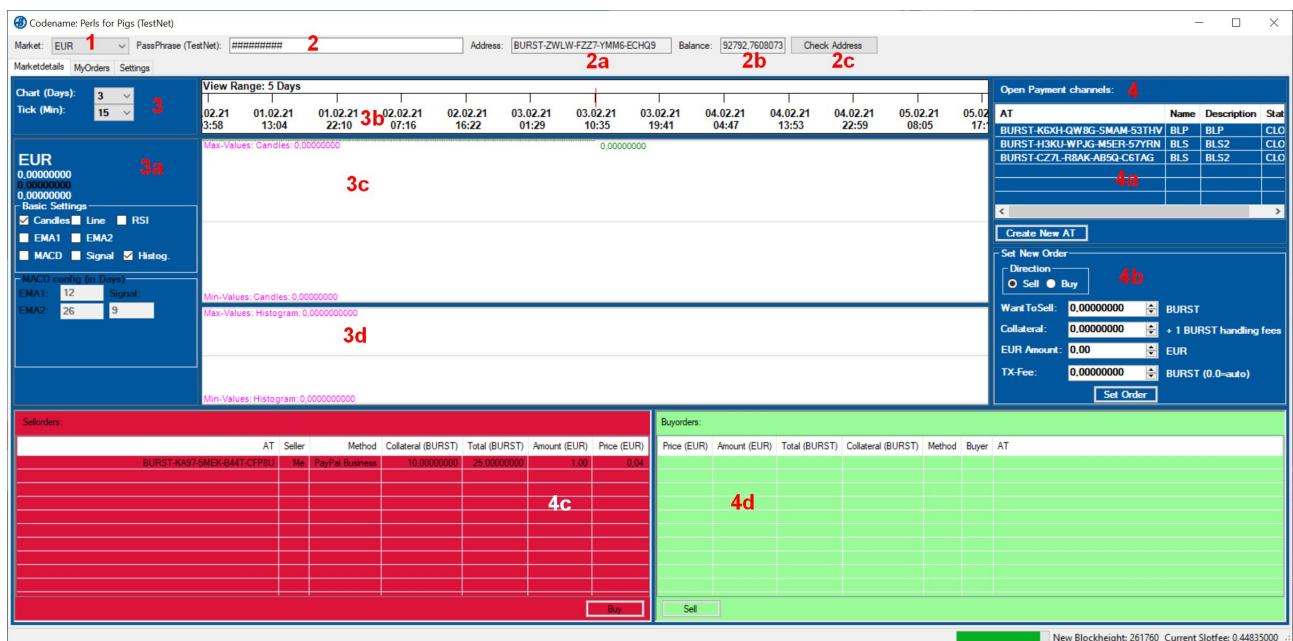 Codename: Perls for Pigs (TestNet)
Market: EUR 1 PassPhrase (TestNet): ######### 2 Address: BURST-ZWLW-FZZ7-YMM6-ECHQ9 Balance: 92792,7608073 Check Address
2a 2b 2c
Marketdetails MyOrders Settings
Chart (Days): 3
Tick (Min): 15
3
View Range: 5 Days
.02.21 01.02.21 01.02.21 02.02.21 02.02.21 03.02.21 03.02.21 03.02.21 04.02.21 04.02.21 04.02.21 05.02.21 05.02
3:58 13:04 22:10 07:16 16:22 01:29 10:35 19:41 04:47 13:53 22:59 08:05 17:
3b
EUR
0,00000000
0,00000000
0,00000000
3a
Basic Settings
Candles Line RSI
EMA1 EMA2
MACD Signal Histog.
MACD config (in Days)
EMA1: 12 Signal:
EMA2: 26 9
Max-Values: Candles: 0,00000000 0,00000000
3c
Min-Values: Candles: 0,00000000
Max-Values: Histogram: 0,0000000000
3d
Min-Values: Histogram: 0,0000000000
Open Payment channels: 4
AT Name Description Stat
BURST-K6XH-QW8G-SMAM-53THV BLP BLP CLO
BURST-H3KU-WPJG-M5ER-57YRN BLS BLS2 CLO
BURST-CZ7L-R8AK-AB5Q-C6TAG BLS BLS2 CLO
4a
Create New AT
Set New Order
Direction
Sell Buy
4b
WantToSell: 0,00000000 BURST
Collateral: 0,00000000 + 1 BURST handling fees
EUR Amount: 0,00 EUR
TX-Fee: 0,00000000 BURST (0.0=auto)
Set Order
Sellorders:
AT Seller Method Collateral (BURST) Total (BURST) Amount (EUR) Price (EUR)
BURST-KA97-5MEK-B44T-CFP8U Me PayPal Business 10,00000000 25,00000000 1,00 0,04
4c
Buy
Buyorders:
Price (EUR) Amount (EUR) Total (BURST) Collateral (BURST) Method Buyer AT
4d
Sell
New Blockheight: 261760 Current Slotfee: 0,44835000